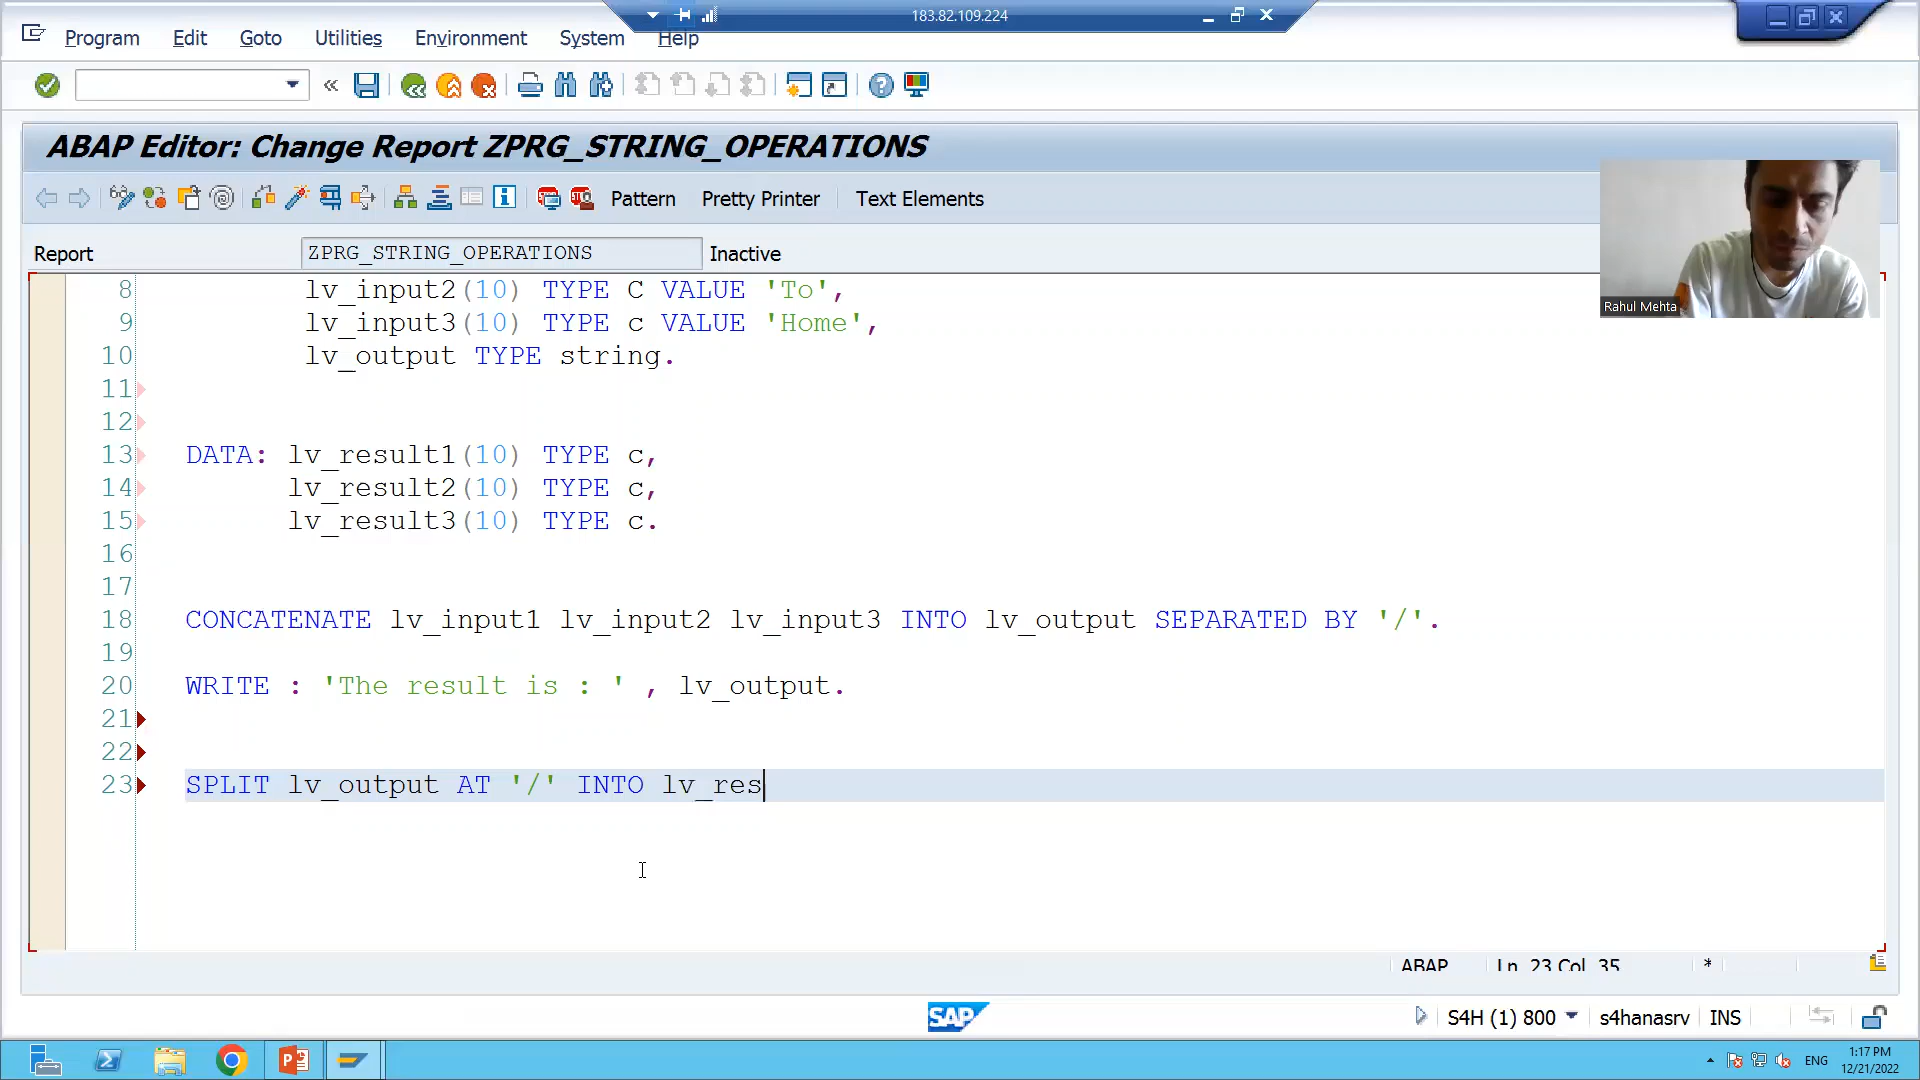 183.82.109.224
Program Edit Goto Utilities Environment System Help
ABAP Editor: Change Report ZPRG_STRING_OPERATIONS
Pattern Pretty Printer Text Elements
Report ZPRG_STRING_OPERATIONS Inactive
Rahul Mehta
8 lv_input2(10) TYPE C VALUE 'To',
9 lv_input3(10) TYPE c VALUE 'Home',
10 lv_output TYPE string.
11
12
13 DATA: lv_result1(10) TYPE c,
14 lv_result2(10) TYPE c,
15 lv_result3(10) TYPE c.
16
17
18 CONCATENATE lv_input1 lv_input2 lv_input3 INTO lv_output SEPARATED BY '/'.
19
20 WRITE : 'The result is : ' , lv_output.
21
22
23 SPLIT lv_output AT '/' INTO lv_res
ABAP Ln 23 Col 35 *
SAP S4H (1) 800 s4hanasrv INS
ENG 1:17 PM
12/21/2022